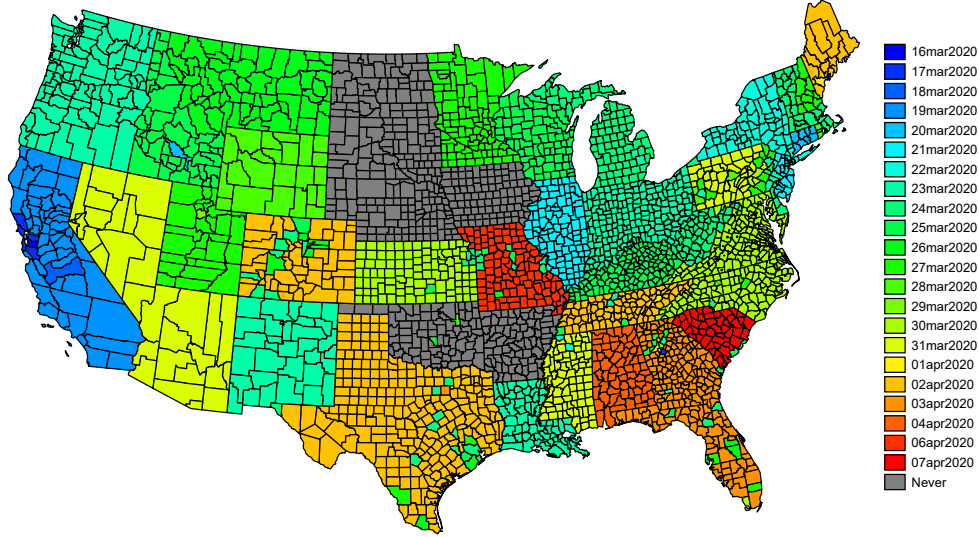 16mar2020
17mar2020
18mar2020
19mar2020
20mar2020
21mar2020
22mar2020
23mar2020
24mar2020
25mar2020
26mar2020
27mar2020
28mar2020
29mar2020
30mar2020
31mar2020
01apr2020
02apr2020
03apr2020
04apr2020
06apr2020
07apr2020
Never